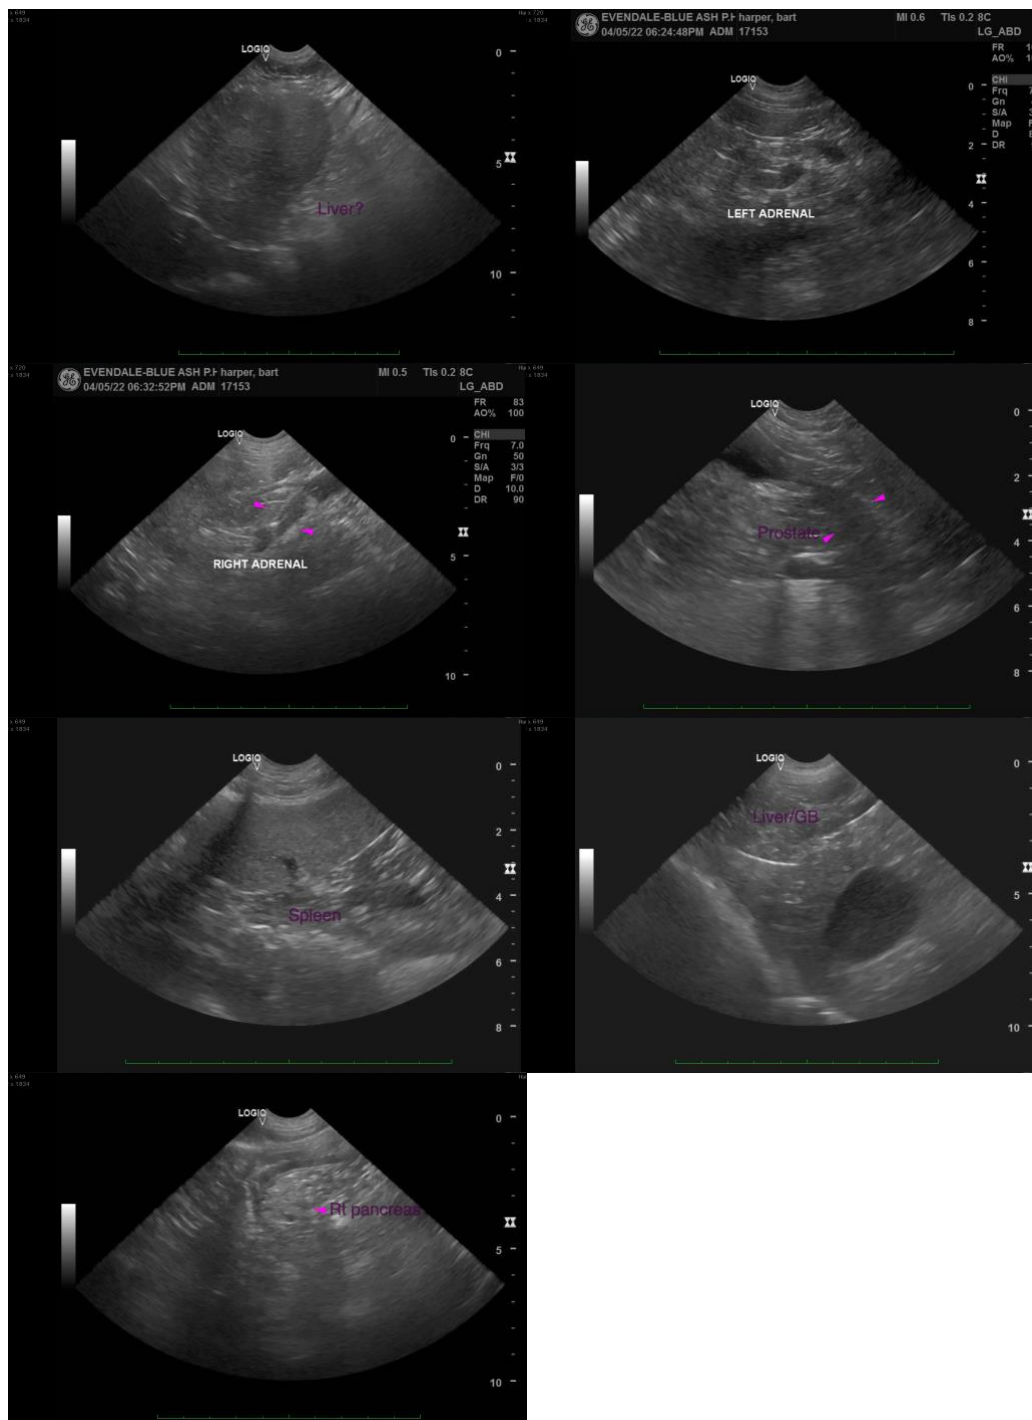 LOGIQ
0
5
10
Liver?
EVENDALE-BLUE ASH P.H harper, bart
04/05/22 06:24:48PM ADM 17153
MI 0.6 TIs 0.2 8C
LG_ABD
FR
AO%
CHI
Frq
Gn
S/A
Map
D
DR
LOGIQ
0
2
4
6
8
LEFT ADRENAL
EVENDALE-BLUE ASH P.H harper, bart
04/05/22 06:32:52PM ADM 17153
MI 0.5 TIs 0.2 8C
LG_ABD
FR 83
AO% 100
CHI
Frq 7.0
Gn 50
S/A 3/3
Map F/0
D 10.0
DR 90
LOGIQ
0
5
10
RIGHT ADRENAL
LOGIQ
0
2
4
6
8
Prostate
LOGIQ
0
2
4
6
8
Spleen
LOGIQ
0
10
Liver/GB
LOGIQ
0
5
10
Rt pancreas